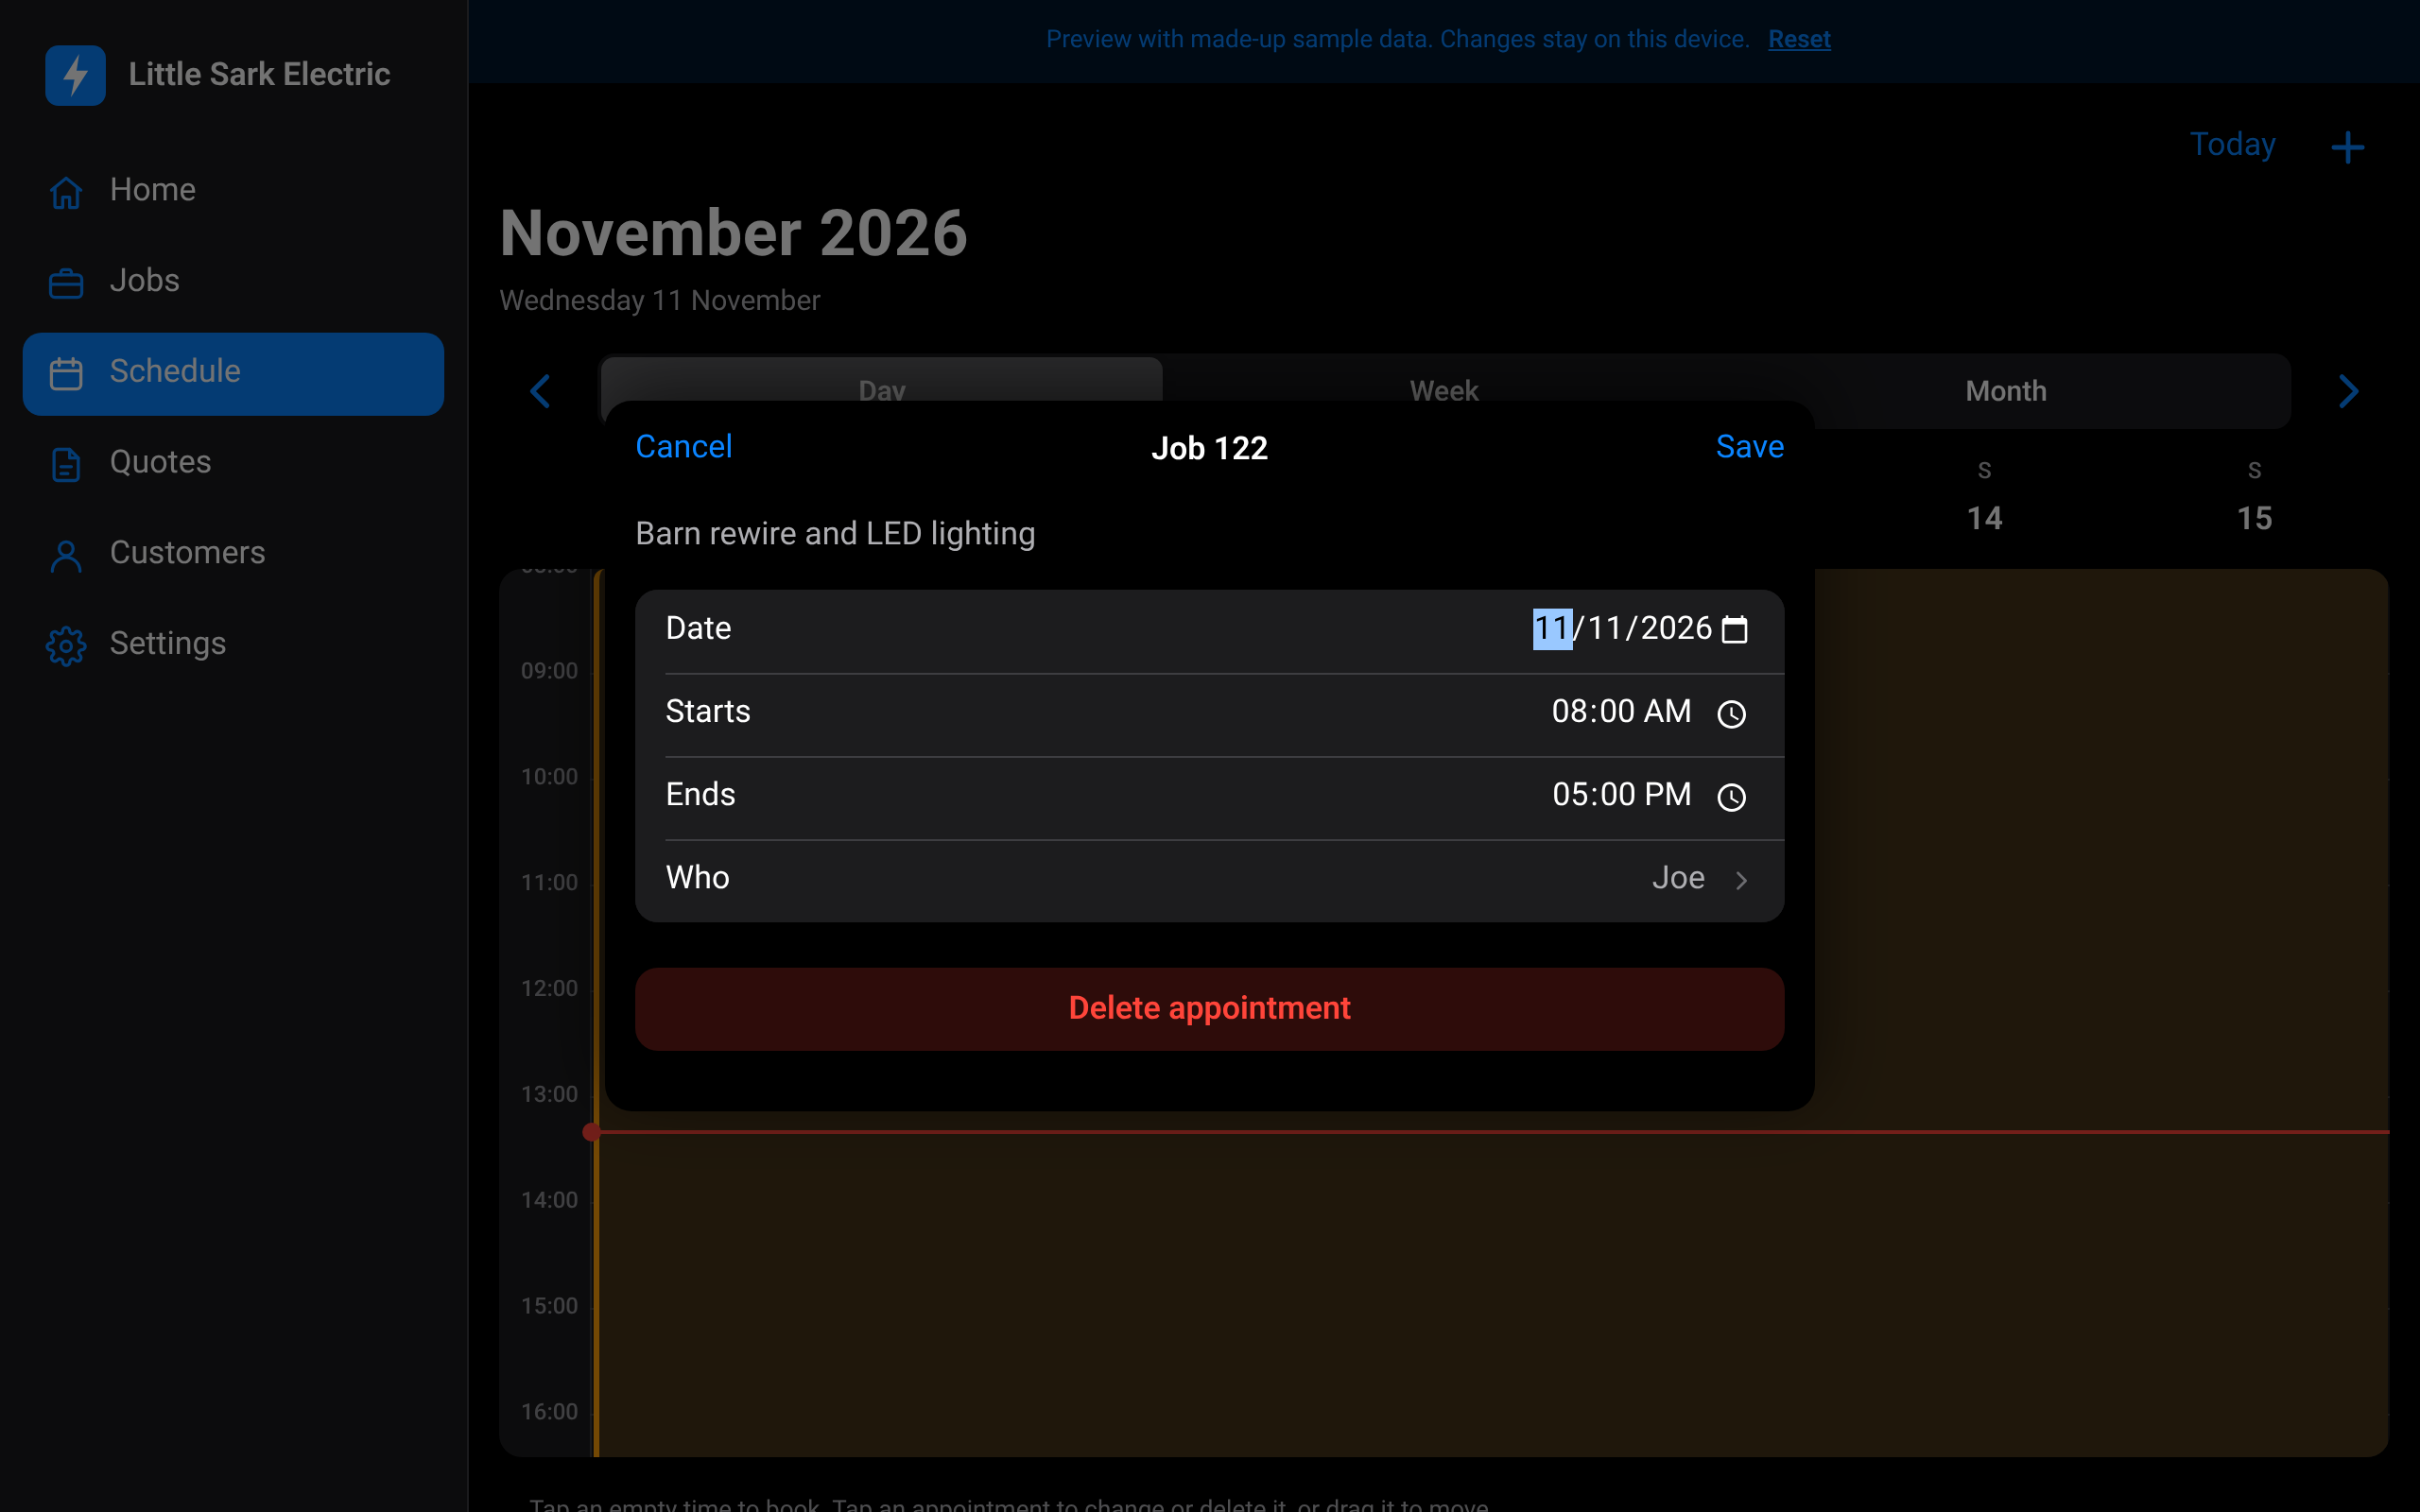 Little Sark Electric
Home
Jobs
Schedule
Quotes
Customers
Settings
Preview with made-up sample data. Changes stay on this device. Reset
Today
November 2026
Wednesday 11 November
Day Week Month
S S
14 15
Cancel Job 122 Save
Barn rewire and LED lighting
Date 11/11/2026
Starts 08:00 AM
Ends 05:00 PM
Who Joe
Delete appointment
09:00
10:00
11:00
12:00
13:00
14:00
15:00
16:00
Tap an empty time to book. Tap an appointment to change or delete it, or drag it to move.